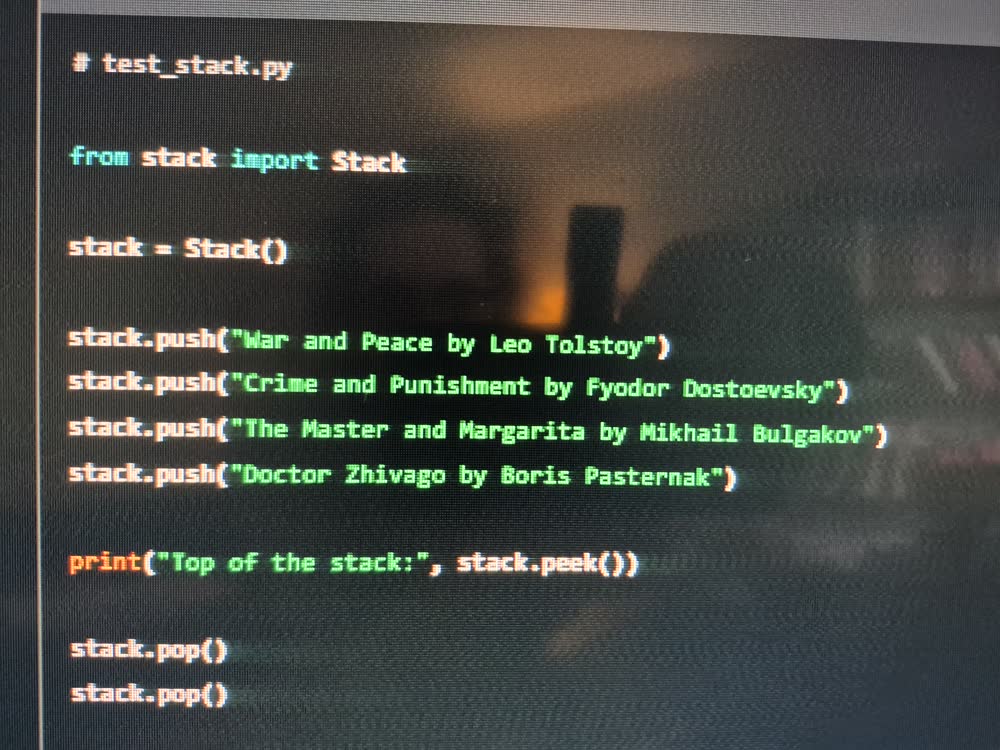 # test_stack.py
from stack import Stack
stack = Stack()
stack.push("War and Peace by Leo Tolstoy")
stack.push("Crime and Punishment by Fyodor Dostoevsky")
stack.push("The Master and Margarita by Mikhail Bulgakov")
stack.push("Doctor Zhivago by Boris Pasternak")
print("Top of the stack:", stack.peek())
stack.pop()
stack.pop()